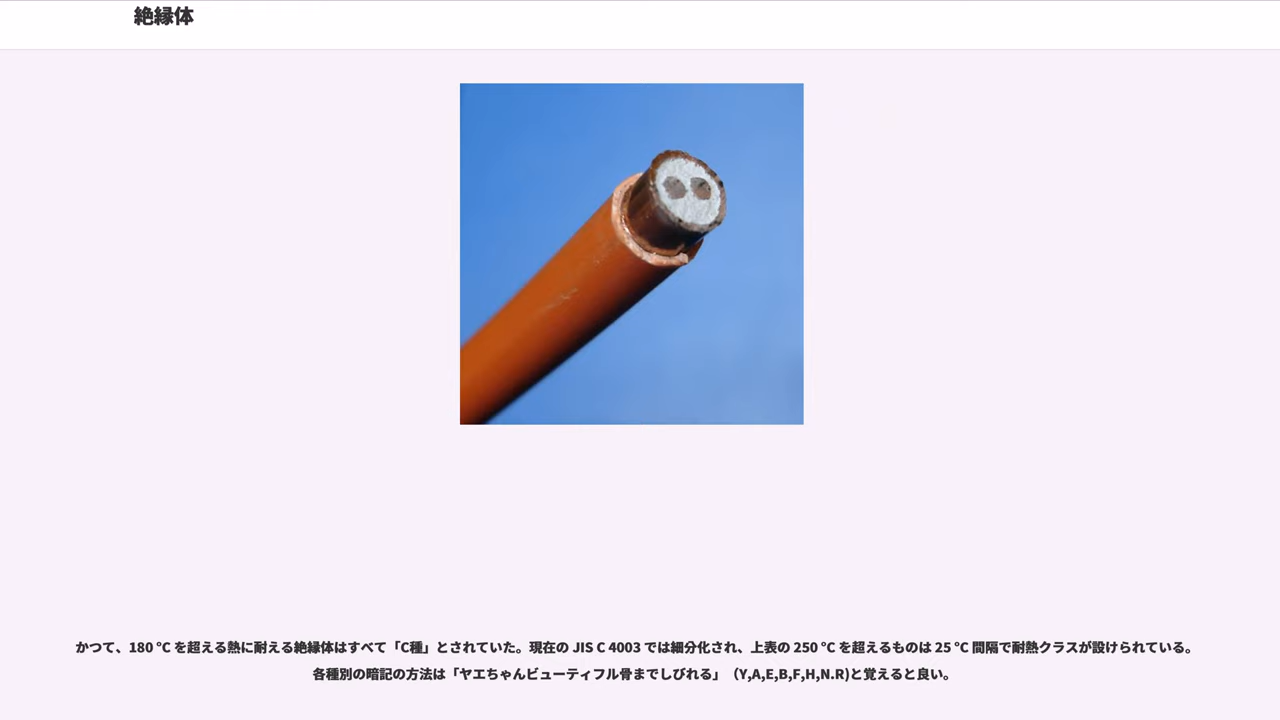 絶縁体
かつて、180 ℃ を超える熱に耐える絶縁体はすべて「C種」とされていた。現在の JIS C 4003 では細分化され、上表の 250 ℃ を超えるものは 25 ℃ 間隔で耐熱クラスが設けられている。
各種別の暗記の方法は「ヤエちゃんビューティフル骨までしびれる」（Y,A,E,B,F,H,N.R)と覚えると良い。